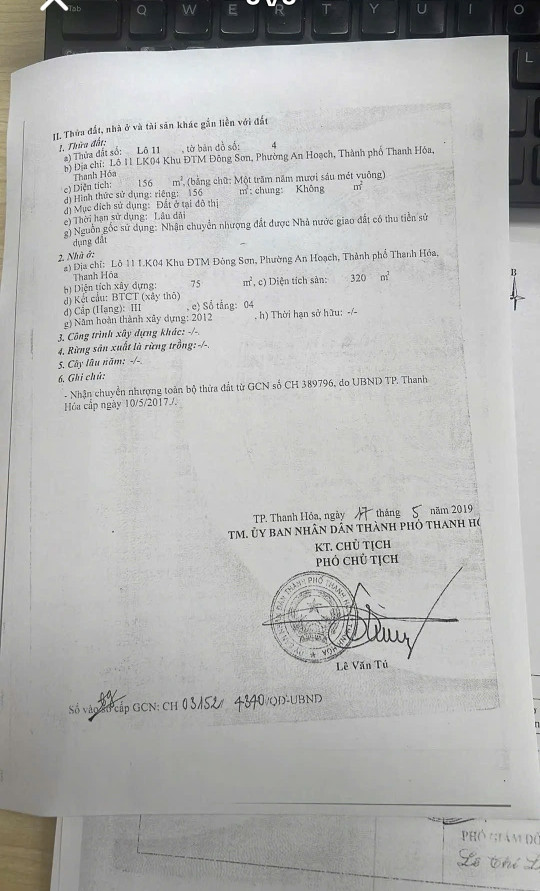 Tab Q W E R T Y U I O
L
II. Thửa đất, nhà ở và tài sản khác gắn liền với đất
1. Thửa đất:
a) Thửa đất số: Lô 11 , tờ bản đồ số: 4
b) Địa chỉ: Lô 11 LK04 Khu ĐTM Đông Sơn, Phường An Hoạch, Thành phố Thanh Hóa,
Thanh Hóa
c) Diện tích: 156 m², (bằng chữ: Một trăm năm mươi sáu mét vuông)
d) Hình thức sử dụng: riêng: 156 m²; chung: Không m²
đ) Mục đích sử dụng: Đất ở tại đô thị
e) Thời hạn sử dụng: Lâu dài
g) Nguồn gốc sử dụng: Nhận chuyển nhượng đất được Nhà nước giao đất có thu tiền sử
dụng đất
2. Nhà ở:
a) Địa chỉ: Lô 11 LK04 Khu ĐTM Đông Sơn, Phường An Hoạch, Thành phố Thanh Hóa,
Thanh Hóa
b) Diện tích xây dựng: 75 m², c) Diện tích sàn: 320 m²
d) Kết cấu: BTCT (xây thô)
đ) Cấp (Hạng): III , e) Số tầng: 04
g) Năm hoàn thành xây dựng: 2012 , h) Thời hạn sở hữu: -/-
3. Công trình xây dựng khác: -/-.
4. Rừng sản xuất là rừng trồng: -/-.
5. Cây lâu năm: -/-.
6. Ghi chú:
- Nhận chuyển nhượng toàn bộ thửa đất từ GCN số CH 389796, do UBND TP. Thanh
Hóa cấp ngày 10/5/2017./.
B
TP. Thanh Hóa, ngày 17 tháng 5 năm 2019
TM. ỦY BAN NHÂN DÂN THÀNH PHỐ THANH HÓ
KT. CHỦ TỊCH
PHÓ CHỦ TỊCH
Lê Văn Tú
Số vào sổ cấp GCN: CH 03152/ 4340/QĐ-UBND
PHÓ GIÁM ĐỐ
Lê Thị L